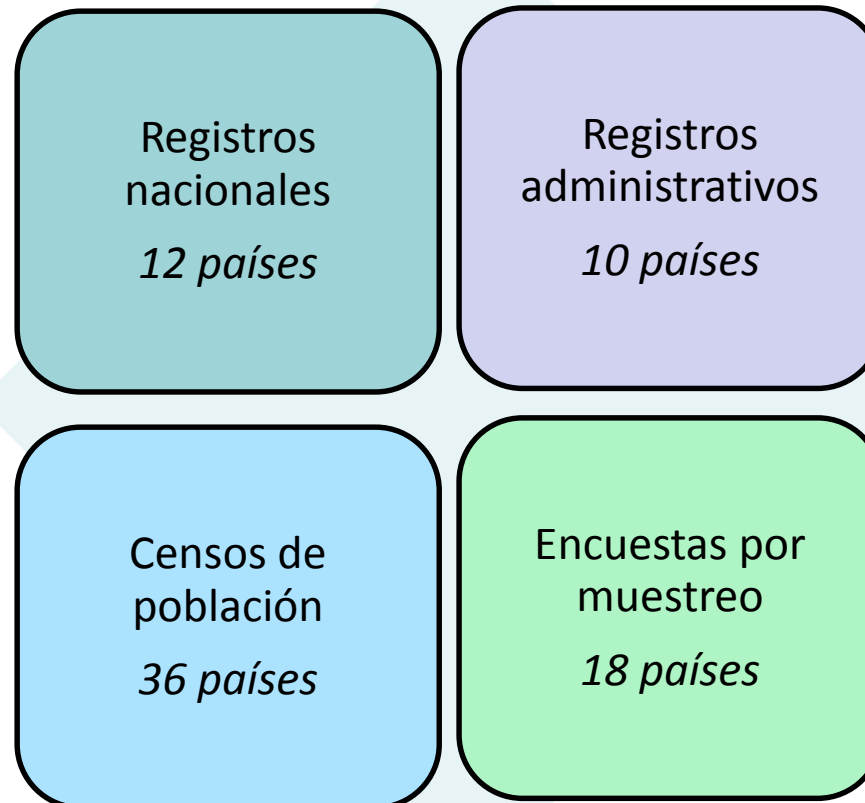 Registros
nacionales
12 países
Registros
administrativos
10 países
Censos de
población
36 países
Encuestas por
muestreo
18 países